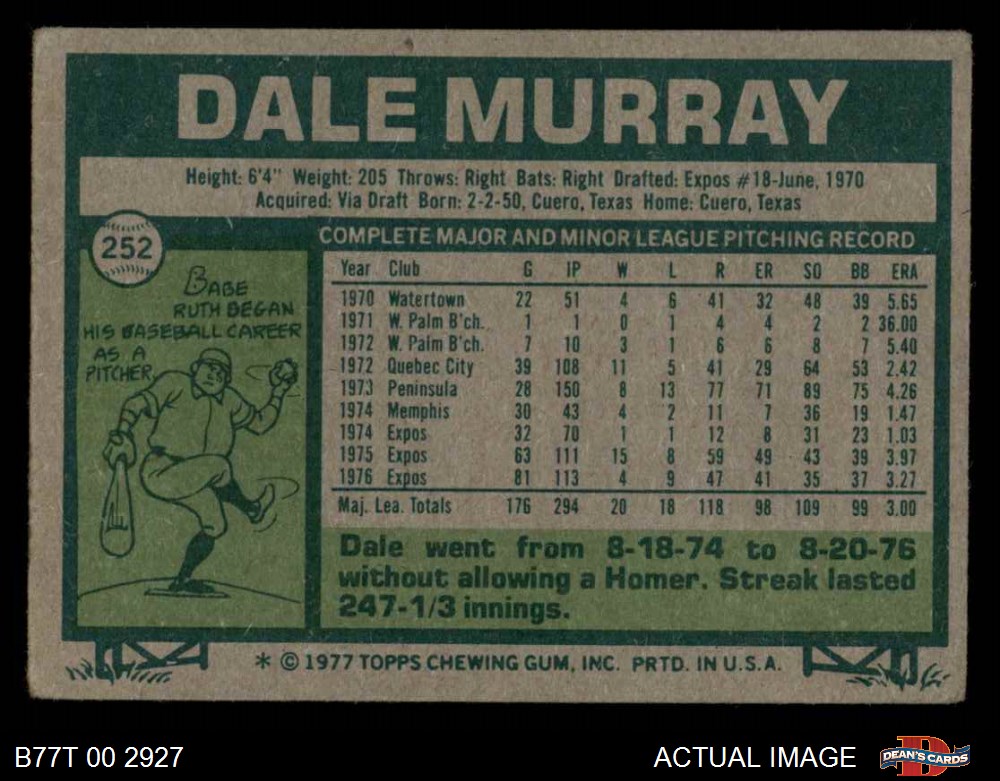 DALE MURRAY
Height: 6'4" Weight: 205 Throws: Right Bats: Right Drafted: Expos #18-June, 1970
Acquired: Via Draft Born: 2-2-50, Cuero, Texas Home: Cuero, Texas
252
BABE
RUTH BEGAN
HIS BASEBALL CAREER
AS A
PITCHER
COMPLETE MAJOR AND MINOR LEAGUE PITCHING RECORD
Year Club G IP W L R ER SO BB ERA
1970 Watertown 22 51 4 6 41 32 48 39 5.65
1971 W. Palm B'ch. 1 1 0 1 4 4 2 2 36.00
1972 W. Palm B'ch. 7 10 3 1 6 6 8 7 5.40
1972 Quebec City 39 108 11 5 41 29 64 53 2.42
1973 Peninsula 28 150 8 13 77 71 89 75 4.26
1974 Memphis 30 43 4 2 11 7 36 19 1.47
1974 Expos 32 70 1 1 12 8 31 23 1.03
1975 Expos 63 111 15 8 59 49 43 39 3.97
1976 Expos 81 113 4 9 47 41 35 37 3.27
Maj. Lea. Totals 176 294 20 18 118 98 109 99 3.00
Dale went from 8-18-74 to 8-20-76
without allowing a Homer. Streak lasted
247-1/3 innings.
* © 1977 TOPPS CHEWING GUM, INC. PRTD. IN U.S.A.
B77T 00 2927
ACTUAL IMAGE
DEAN'S CARDS